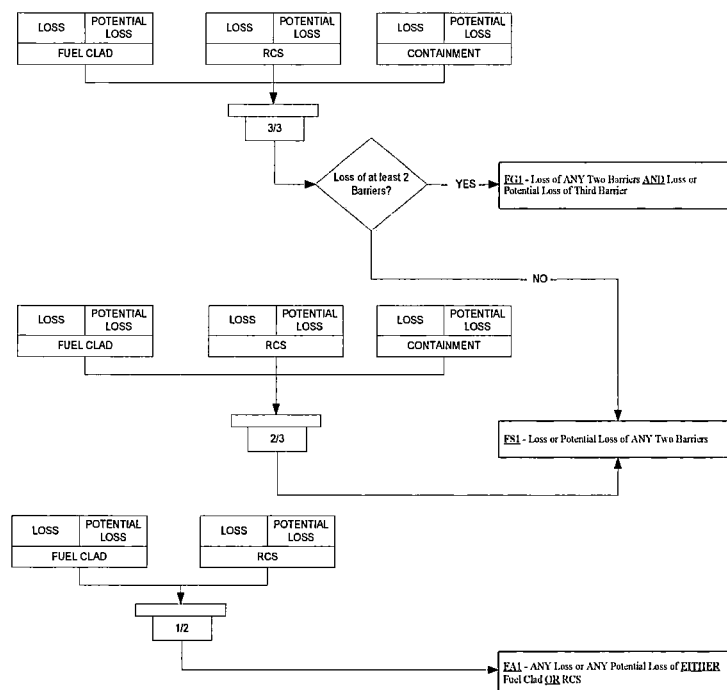 LOSS POTENTIAL LOSS LOSS POTENTIAL LOSS LOSS POTENTIAL LOSS
FUEL CLAD RCS CONTAINMENT
3/3
Loss of at least 2
Barriers?
YES
FG1 - Loss of ANY Two Barriers AND Loss or
Potential Loss of Third Barrier
NO
LOSS POTENTIAL LOSS LOSS POTENTIAL LOSS LOSS POTENTIAL LOSS
FUEL CLAD RCS CONTAINMENT
2/3
FS1 - Loss or Potential Loss of ANY Two Barriers
LOSS POTENTIAL LOSS LOSS POTENTIAL LOSS
FUEL CLAD RCS
1/2
FA1 - ANY Loss or ANY Potential Loss of EITHER
Fuel Clad OR RCS